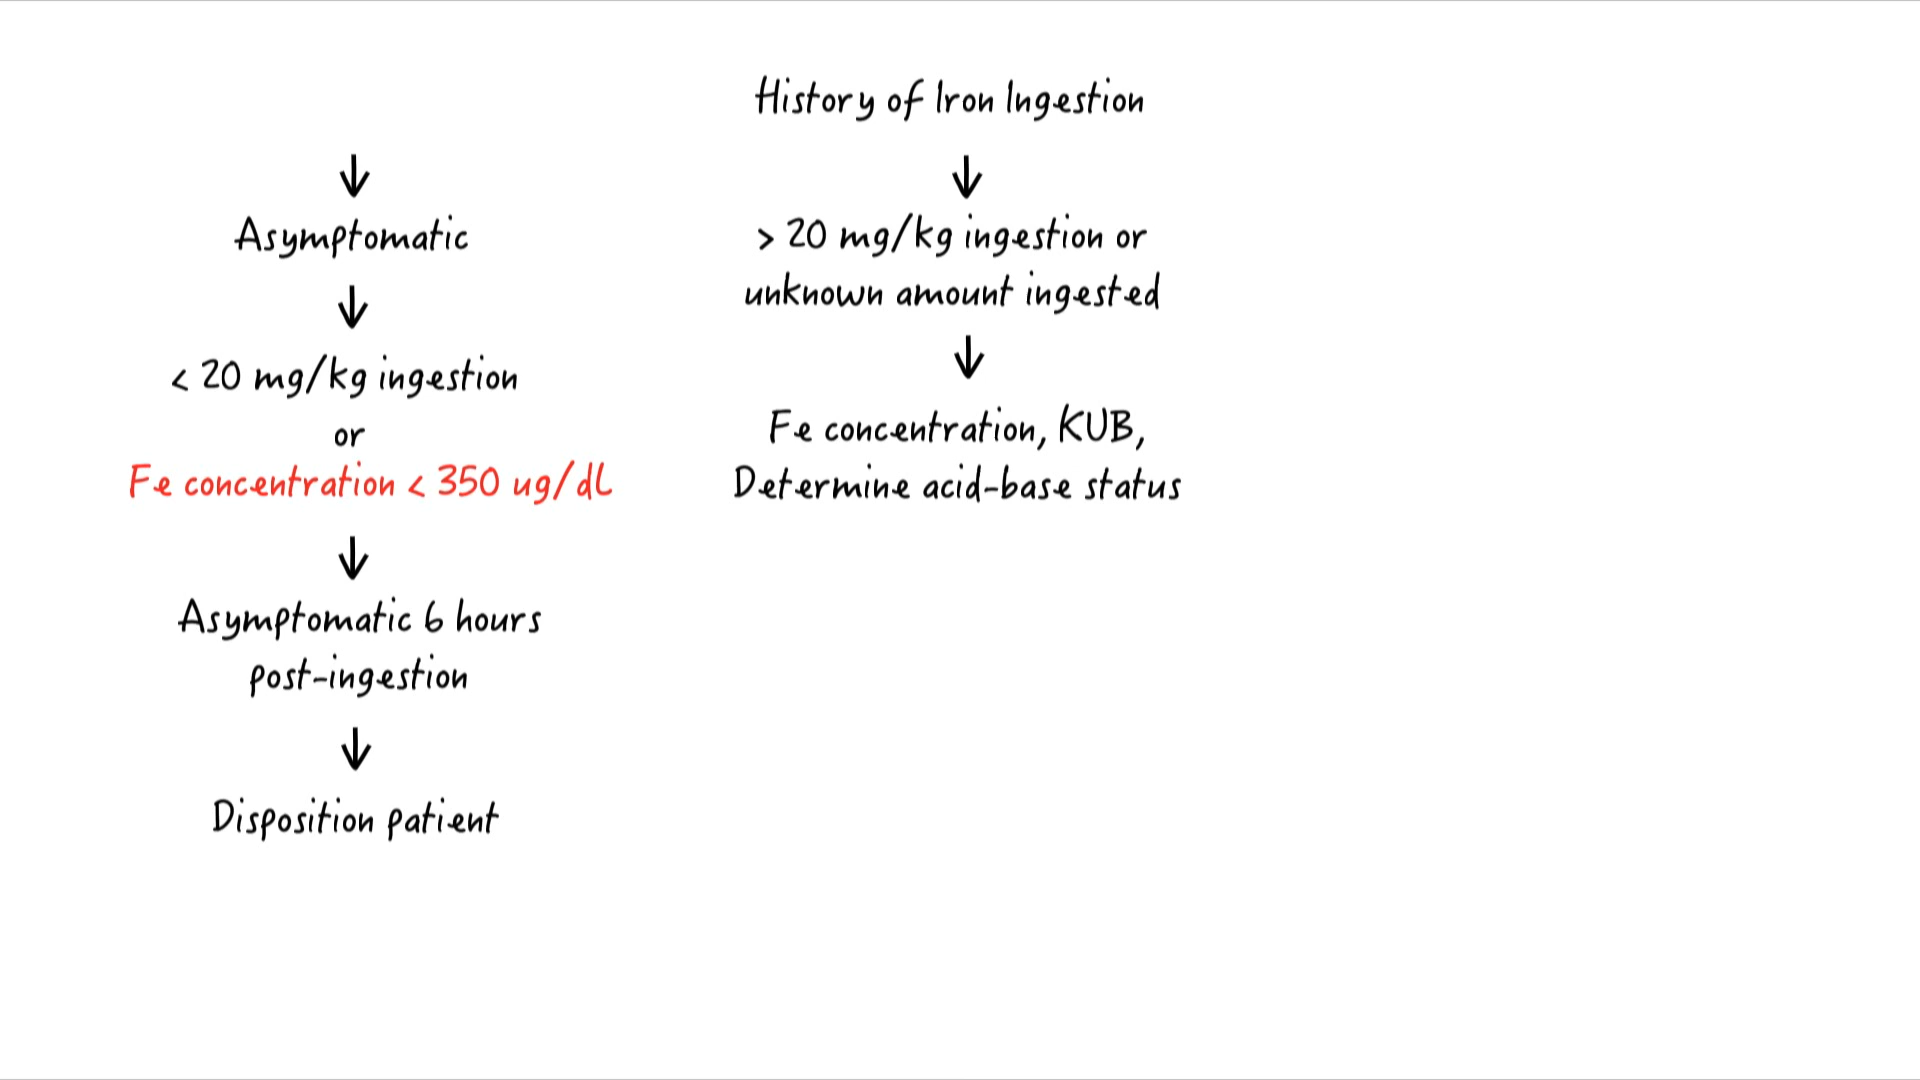 History of Iron Ingestion
↓
Asymptomatic
↓
< 20 mg/kg ingestion
or
Fe concentration < 350 ug/dL
↓
Asymptomatic 6 hours
post-ingestion
↓
Disposition patient
↓
> 20 mg/kg ingestion or
unknown amount ingested
↓
Fe concentration, KUB,
Determine acid-base status